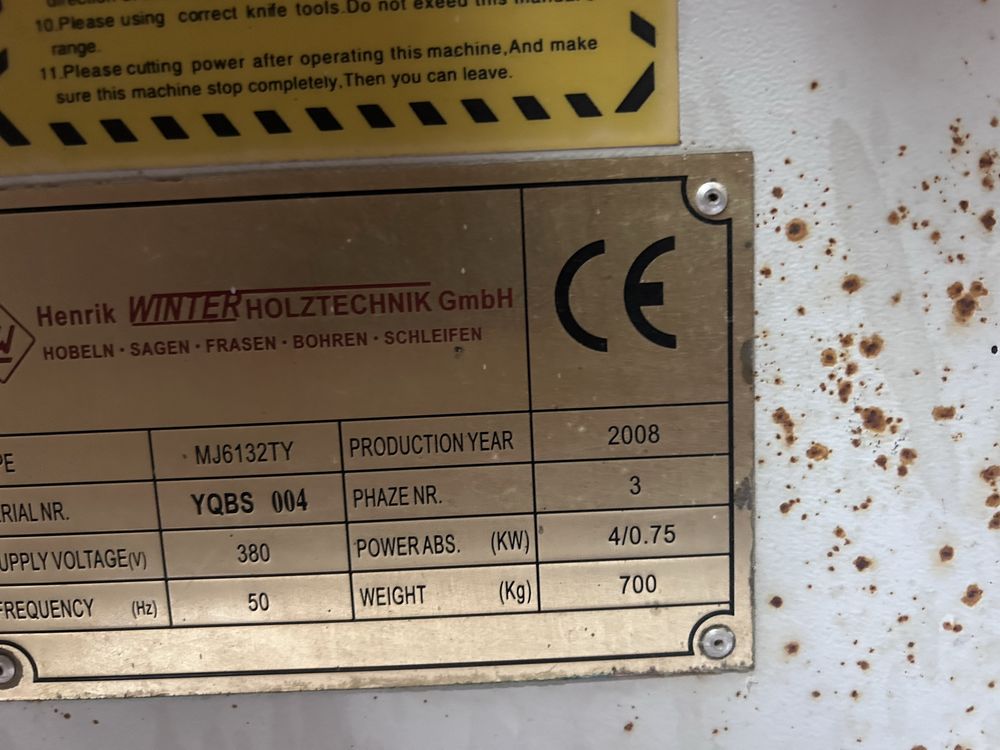 10.Please using correct knife tools.Do not exeed this
range.
11.Please cutting power after operating this machine,And make
sure this machine stop completely,Then you can leave.
Henrik WINTER HOLZTECHNIK GmbH
HOBELN · SAGEN · FRASEN · BOHREN · SCHLEIFEN
CE
PE MJ6132TY PRODUCTION YEAR 2008
ERIAL NR. YQBS 004 PHAZE NR. 3
UPPLY VOLTAGE(V) 380 POWER ABS. (KW) 4/0.75
FREQUENCY (Hz) 50 WEIGHT (Kg) 700